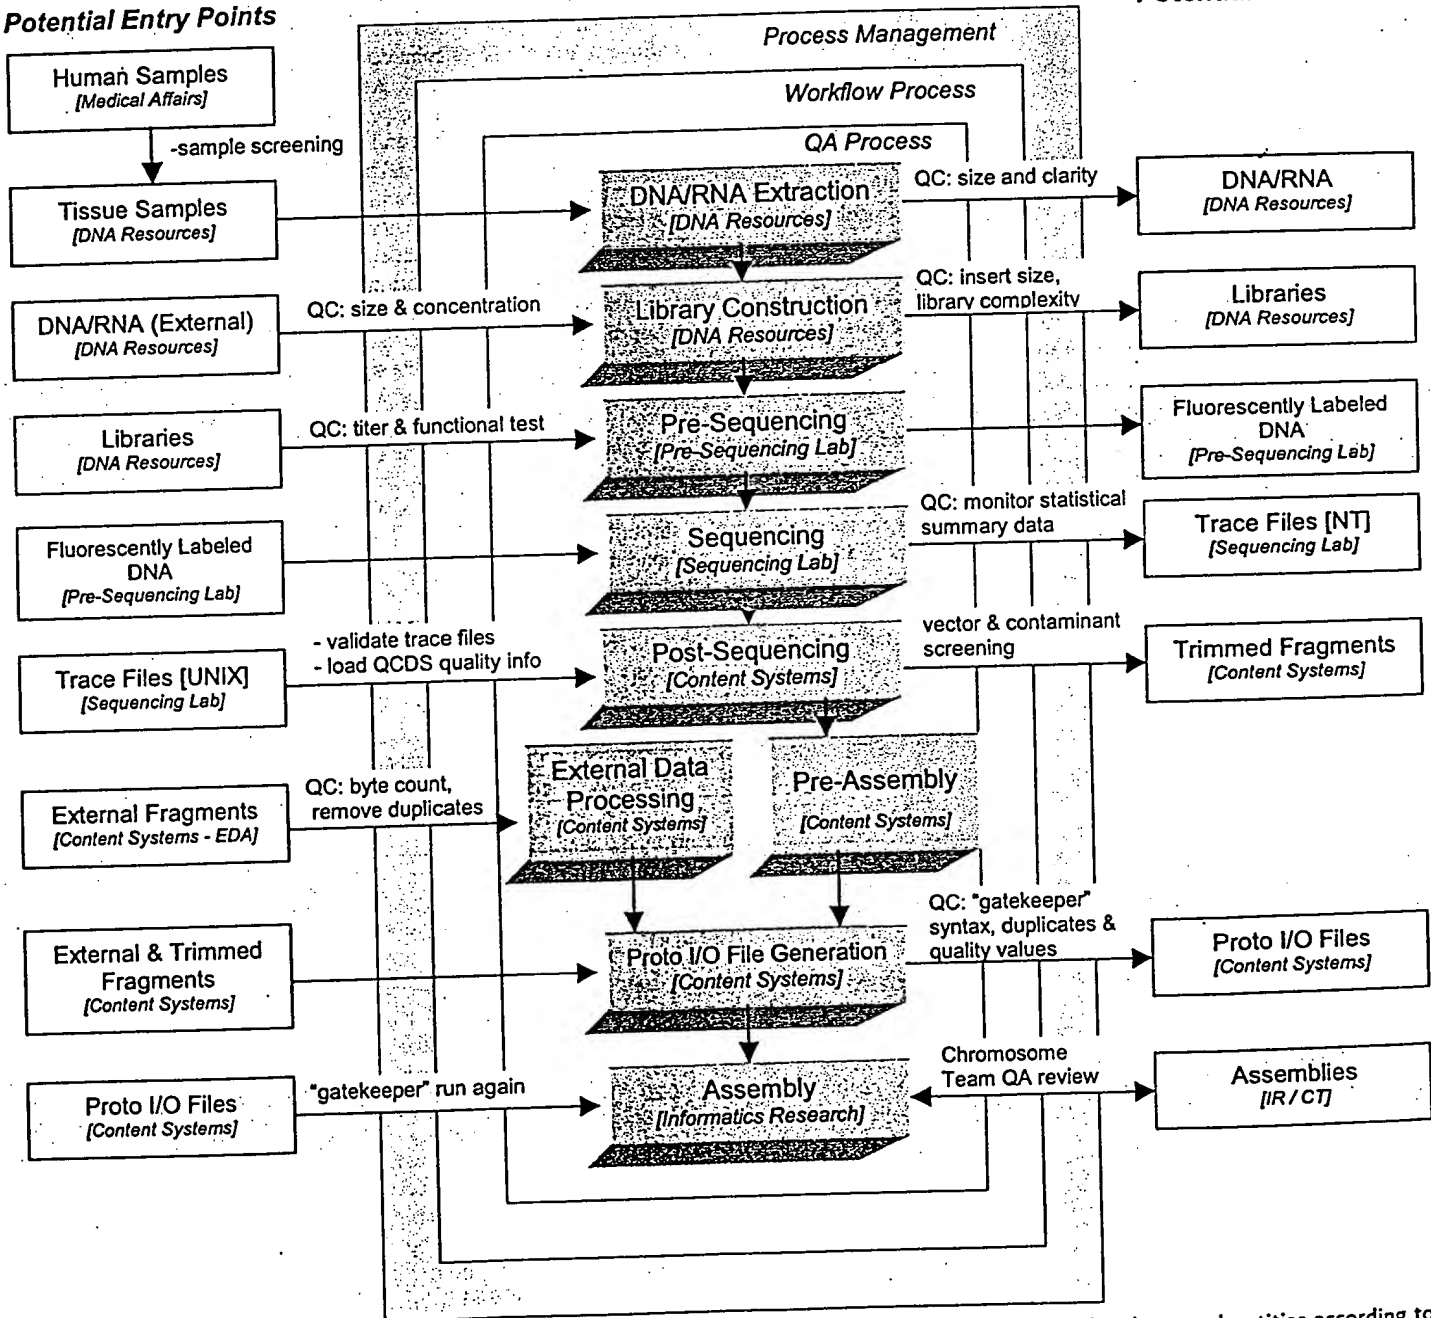 Potential Entry Points
Process Management
Human Samples
[Medical Affairs]
Workflow Process
-sample screening
QA Process
Tissue Samples
[DNA Resources]
DNA/RNA Extraction
[DNA Resources]
QC: size and clarity
DNA/RNA
[DNA Resources]
DNA/RNA (External)
[DNA Resources]
QC: size & concentration
Library Construction
[DNA Resources]
QC: insert size,
library complexity
Libraries
[DNA Resources]
Libraries
[DNA Resources]
QC: titer & functional test
Pre-Sequencing
[Pre-Sequencing Lab]
Fluorescently Labeled
DNA
[Pre-Sequencing Lab]
Fluorescently Labeled
DNA
[Pre-Sequencing Lab]
Sequencing
[Sequencing Lab]
QC: monitor statistical
summary data
Trace Files [NT]
[Sequencing Lab]
Trace Files [UNIX]
[Sequencing Lab]
- validate trace files
- load QCDS quality info
Post-Sequencing
[Content Systems]
vector & contaminant
screening
Trimmed Fragments
[Content Systems]
External Fragments
[Content Systems - EDA]
QC: byte count,
remove duplicates
External Data
Processing
[Content Systems]
Pre-Assembly
[Content Systems]
External & Trimmed
Fragments
[Content Systems]
Proto I/O File Generation
[Content Systems]
QC: "gatekeeper"
syntax, duplicates &
quality values
Proto I/O Files
[Content Systems]
Proto I/O Files
[Content Systems]
"gatekeeper" run again
Assembly
[Informatics Research]
Chromosome
Team QA review
Assemblies
[IR / CT]
entities according to